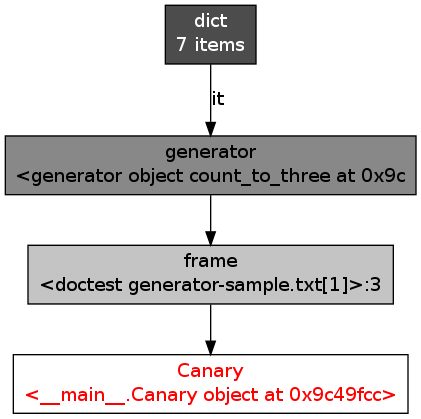 dict
7 items
it
generator
<generator object count_to_three at 0x9c
frame
<doctest generator-sample.txt[1]>:3
Canary
<__main__.Canary object at 0x9c49fcc>